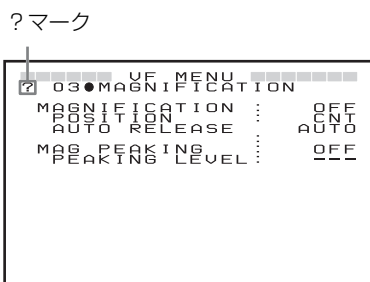 ?マーク
VF MENU
? 03●MAGNIFICATION
MAGNIFICATION : OFF
POSITION : CNT
AUTO RELEASE : AUTO
MAG PEAKING : OFF
PEAKING LEVEL : ---